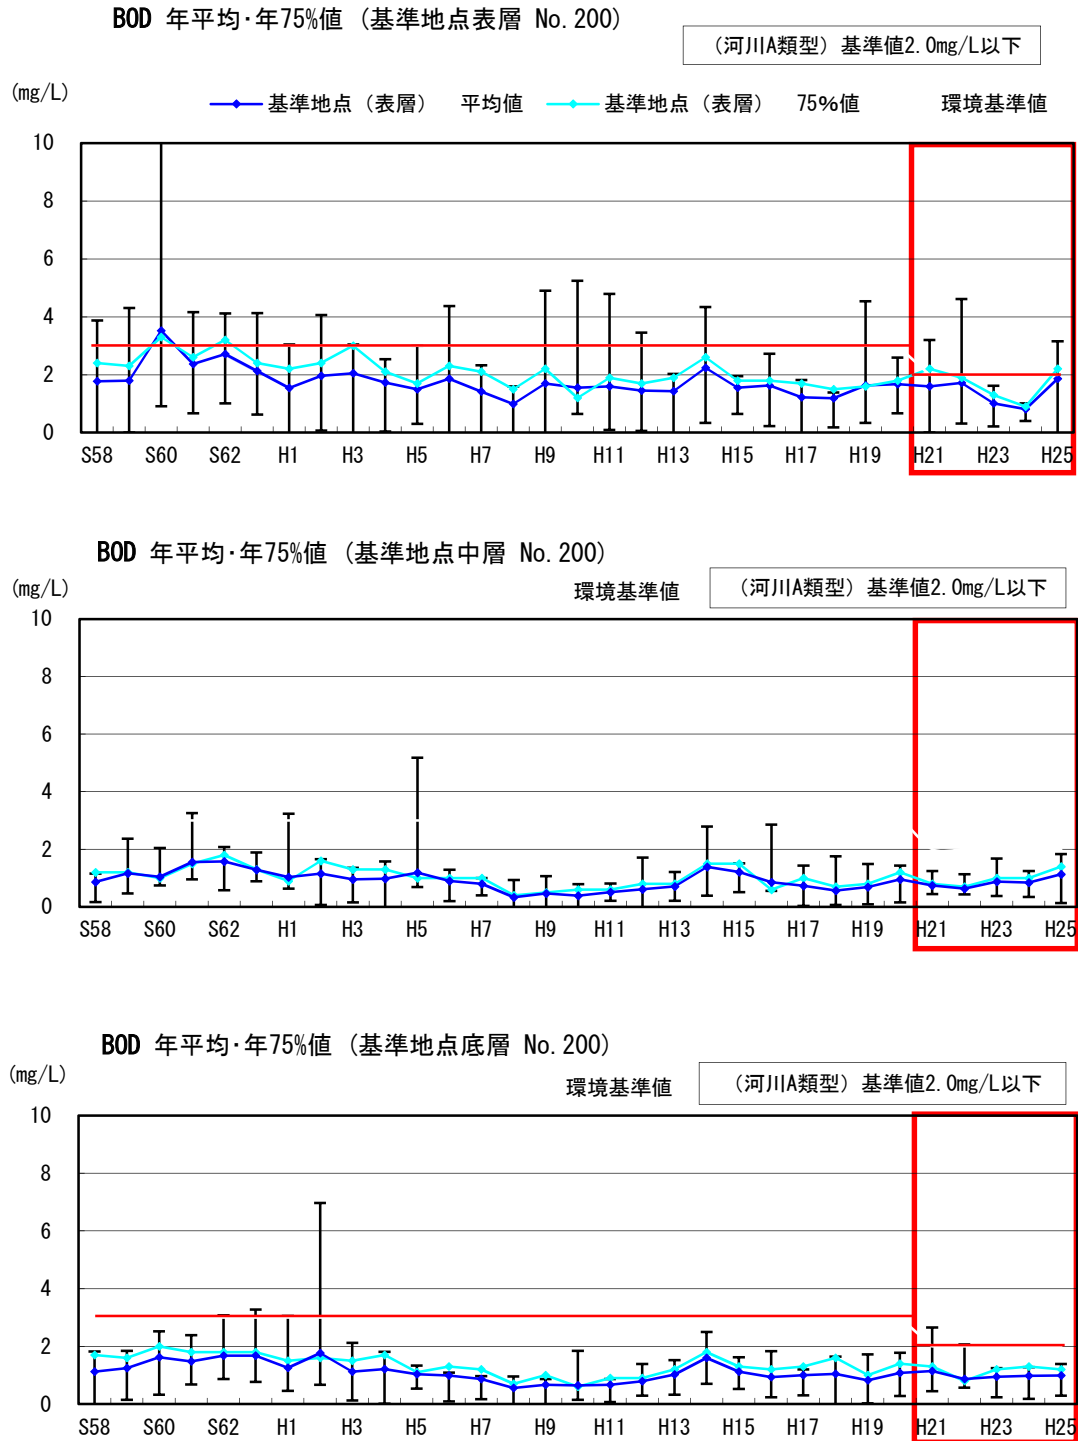 BOD 年平均･年75%値 (基準地点表層 No.200)
(河川A類型) 基準値2.0mg/L以下
(mg/L)
基準地点（表層） 平均値 基準地点（表層） 75%値 環境基準値
10
8
6
4
2
0
S58 S60 S62 H1 H3 H5 H7 H9 H11 H13 H15 H17 H19 H21 H23 H25
BOD 年平均･年75%値 (基準地点中層 No.200)
(mg/L)
環境基準値
(河川A類型) 基準値2.0mg/L以下
10
8
6
4
2
0
S58 S60 S62 H1 H3 H5 H7 H9 H11 H13 H15 H17 H19 H21 H23 H25
BOD 年平均･年75%値 (基準地点底層 No.200)
(mg/L)
環境基準値
(河川A類型) 基準値2.0mg/L以下
10
8
6
4
2
0
S58 S60 S62 H1 H3 H5 H7 H9 H11 H13 H15 H17 H19 H21 H23 H25